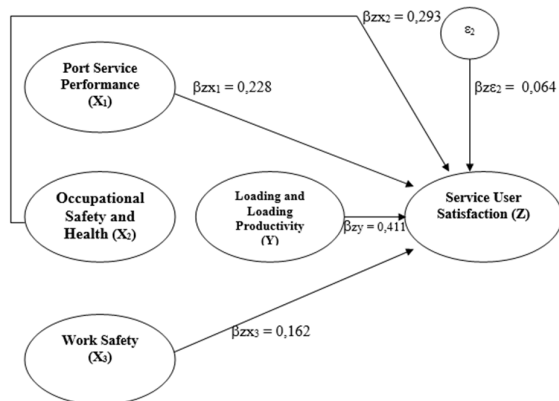 βzx₂ = 0,293
ε₂
Port Service
Performance
(X₁)
βzx₁ = 0,228
βzε₂ = 0,064
Occupational
Safety and
Health (X₂)
Loading and
Loading
Productivity
(Y)
βzy = 0,411
Service User
Satisfaction (Z)
Work Safety
(X₃)
βzx₃ = 0,162